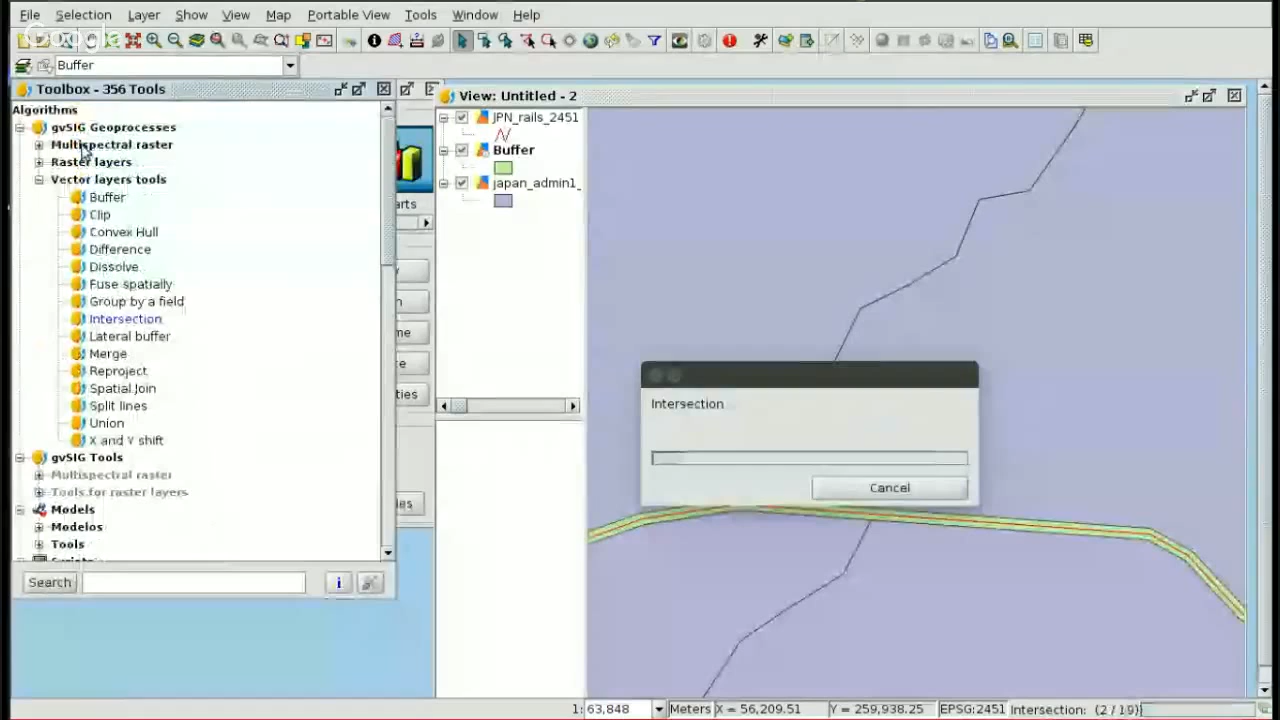 File Selection Layer Show View Map Portable View Tools Window Help
Google
Buffer
Toolbox - 356 Tools
Algorithms
gvSIG Geoprocesses
Multispectral raster
Raster layers
Vector layers tools
Buffer
Clip
Convex Hull
Difference
Dissolve
Fuse spatially
Group by a field
Intersection
Lateral buffer
Merge
Reproject
Spatial Join
Split lines
Union
X and Y shift
gvSIG Tools
Multispectral raster
Tools for raster layers
Models
Modelos
Tools
Search
View: Untitled - 2
JPN_rails_2451
Buffer
japan_admin1_
Intersection
Cancel
1: 63,848 Meters X = 56,209.51 Y = 259,938.25 EPSG:2451 Intersection: (2 / 19)